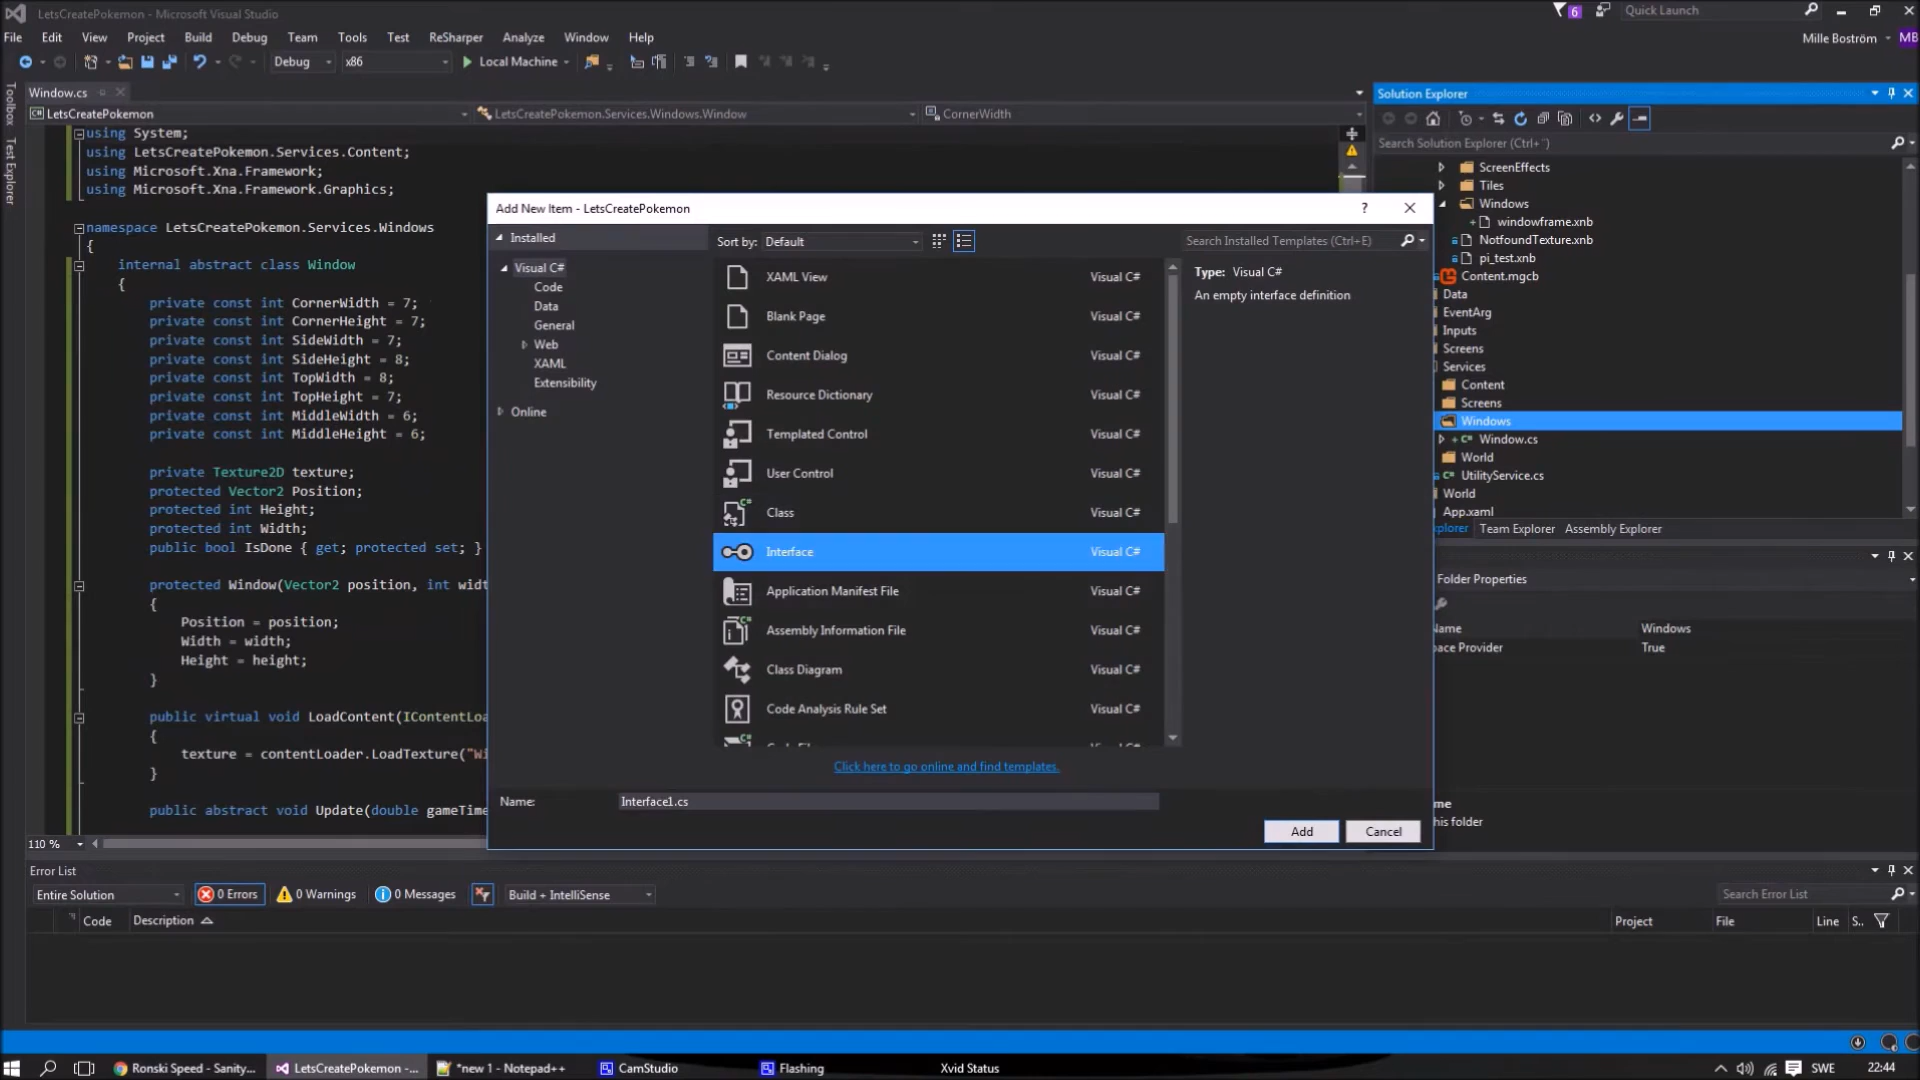 LetsCreatePokemon - Microsoft Visual Studio
6
Quick Launch
File Edit View Project Build Debug Team Tools Test ReSharper Analyze Window Help
Mille Boström
MB
Debug
x86
Local Machine
Toolbox
Test Explorer
Window.cs
LetsCreatePokemon
LetsCreatePokemon.Services.Windows.Window
CornerWidth
using System;
using LetsCreatePokemon.Services.Content;
using Microsoft.Xna.Framework;
using Microsoft.Xna.Framework.Graphics;
namespace LetsCreatePokemon.Services.Windows
{
internal abstract class Window
{
private const int CornerWidth = 7;
private const int CornerHeight = 7;
private const int SideWidth = 7;
private const int SideHeight = 8;
private const int TopWidth = 8;
private const int TopHeight = 7;
private const int MiddleWidth = 6;
private const int MiddleHeight = 6;
private Texture2D texture;
protected Vector2 Position;
protected int Height;
protected int Width;
public bool IsDone { get; protected set; }
protected Window(Vector2 position, int widt
{
Position = position;
Width = width;
Height = height;
}
public virtual void LoadContent(IContentLoa
{
texture = contentLoader.LoadTexture("Wi
}
public abstract void Update(double gameTime
110 %
Add New Item - LetsCreatePokemon
?
Installed
Sort by: Default
Search Installed Templates (Ctrl+E)
Visual C#
Code
Data
General
Web
XAML
Extensibility
Online
XAML View Visual C#
Blank Page Visual C#
Content Dialog Visual C#
Resource Dictionary Visual C#
Templated Control Visual C#
User Control Visual C#
Class Visual C#
Interface Visual C#
Application Manifest File Visual C#
Assembly Information File Visual C#
Class Diagram Visual C#
Code Analysis Rule Set Visual C#
Type: Visual C#
An empty interface definition
Click here to go online and find templates.
Name: Interface1.cs
Add Cancel
Solution Explorer
Search Solution Explorer (Ctrl+¨)
ScreenEffects
Tiles
Windows
windowframe.xnb
NotfoundTexture.xnb
pi_test.xnb
Content.mgcb
Data
EventArg
Inputs
Screens
Services
Content
Screens
Windows
Window.cs
World
UtilityService.cs
World
App.xaml
xplorer Team Explorer Assembly Explorer
Folder Properties
Name Windows
pace Provider True
me
his folder
Error List
Entire Solution
0 Errors
0 Warnings
0 Messages
Build + IntelliSense
Search Error List
Code Description Project File Line S..
Ronski Speed - Sanity...
LetsCreatePokemon -...
*new 1 - Notepad++
CamStudio
Flashing
Xvid Status
SWE
22:44